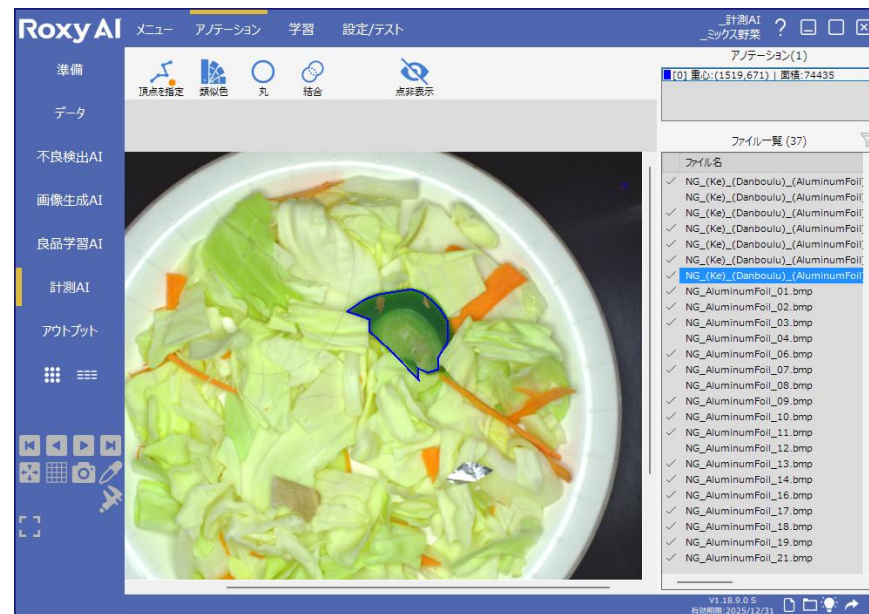 Roxy AI
メニュー アノテーション 学習 設定/テスト
_計測AI
_ミックス野菜
?
準備
データ
不良検出AI
画像生成AI
良品学習AI
計測AI
アウトプット
頂点を指定 類似色 丸 結合 点非表示
アノテーション(1)
[0] 重心:(1519,671) | 面積:74435
ファイル一覧 (37)
ファイル名
NG_(Ke)_(Danboulu)_(AluminumFoil)
NG_(Ke)_(Danboulu)_(AluminumFoil)
NG_(Ke)_(Danboulu)_(AluminumFoil)
NG_(Ke)_(Danboulu)_(AluminumFoil)
NG_(Ke)_(Danboulu)_(AluminumFoil)
NG_(Ke)_(Danboulu)_(AluminumFoil)
NG_(Ke)_(Danboulu)_(AluminumFoil)
NG_AluminumFoil_01.bmp
NG_AluminumFoil_02.bmp
NG_AluminumFoil_03.bmp
NG_AluminumFoil_04.bmp
NG_AluminumFoil_06.bmp
NG_AluminumFoil_07.bmp
NG_AluminumFoil_08.bmp
NG_AluminumFoil_09.bmp
NG_AluminumFoil_10.bmp
NG_AluminumFoil_11.bmp
NG_AluminumFoil_12.bmp
NG_AluminumFoil_13.bmp
NG_AluminumFoil_14.bmp
NG_AluminumFoil_16.bmp
NG_AluminumFoil_17.bmp
NG_AluminumFoil_18.bmp
NG_AluminumFoil_19.bmp
NG_AluminumFoil_21.bmp
V1.18.9.0 S
有効期限:2025/12/31